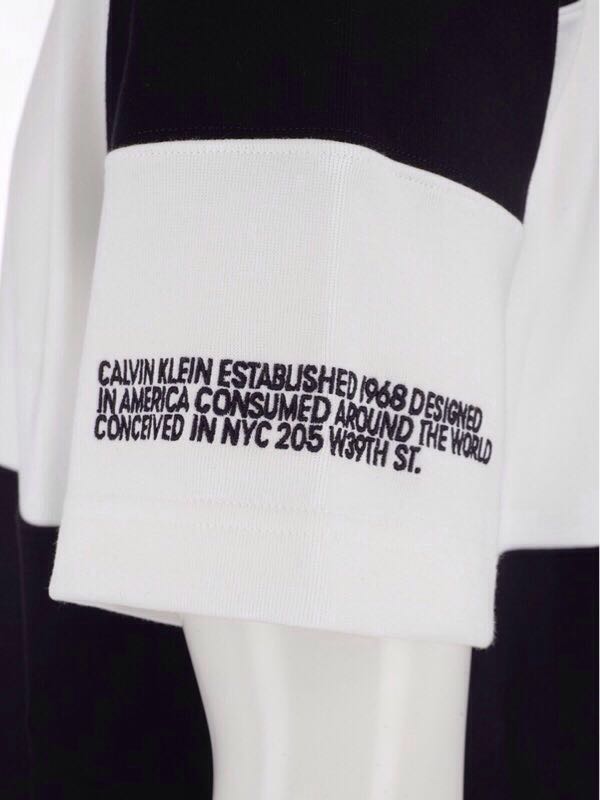 CALVIN KLEIN ESTABLISHED 1968 DESIGNED
IN AMERICA CONSUMED AROUND THE WORLD
CONCEIVED IN NYC 205 W39TH ST.